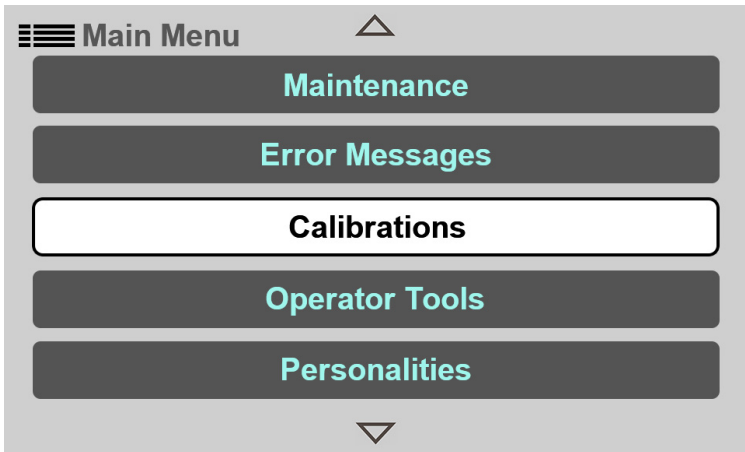 Main Menu
Maintenance
Error Messages
Calibrations
Operator Tools
Personalities